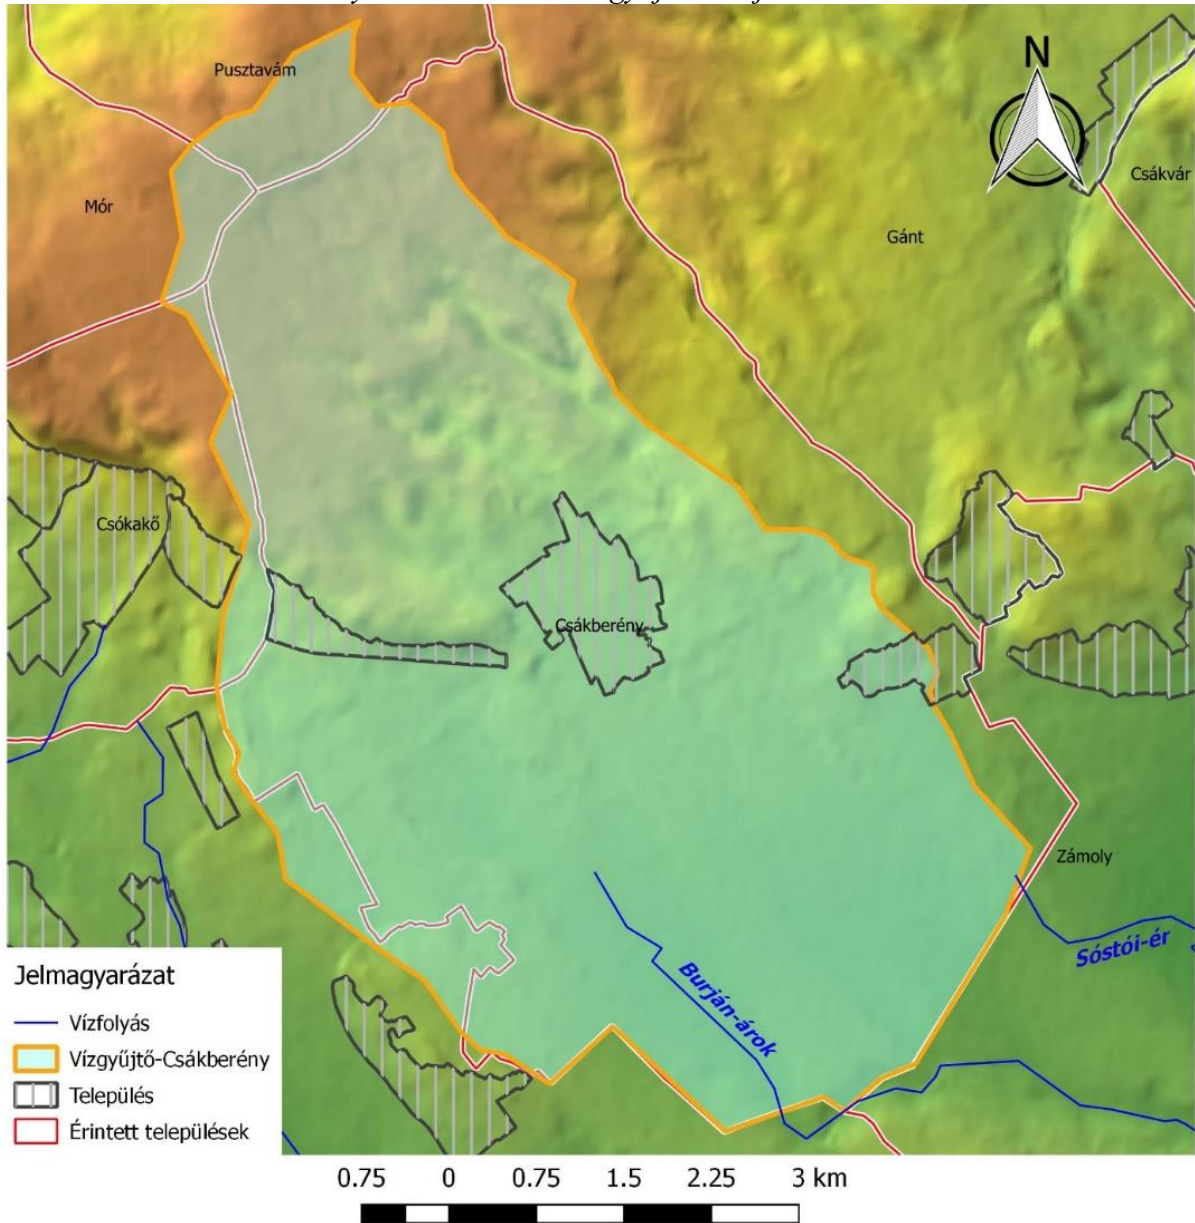 N
Pusztavám
Csákvár
Mór
Gánt
Csókakő
Csákberény
Zámoly
Sóstói-ér
Burján-árok
Jelmagyarázat
Vízfolyás
Vízgyűjtő-Csákberény
Település
Érintett települések
0.75 0 0.75 1.5 2.25 3 km